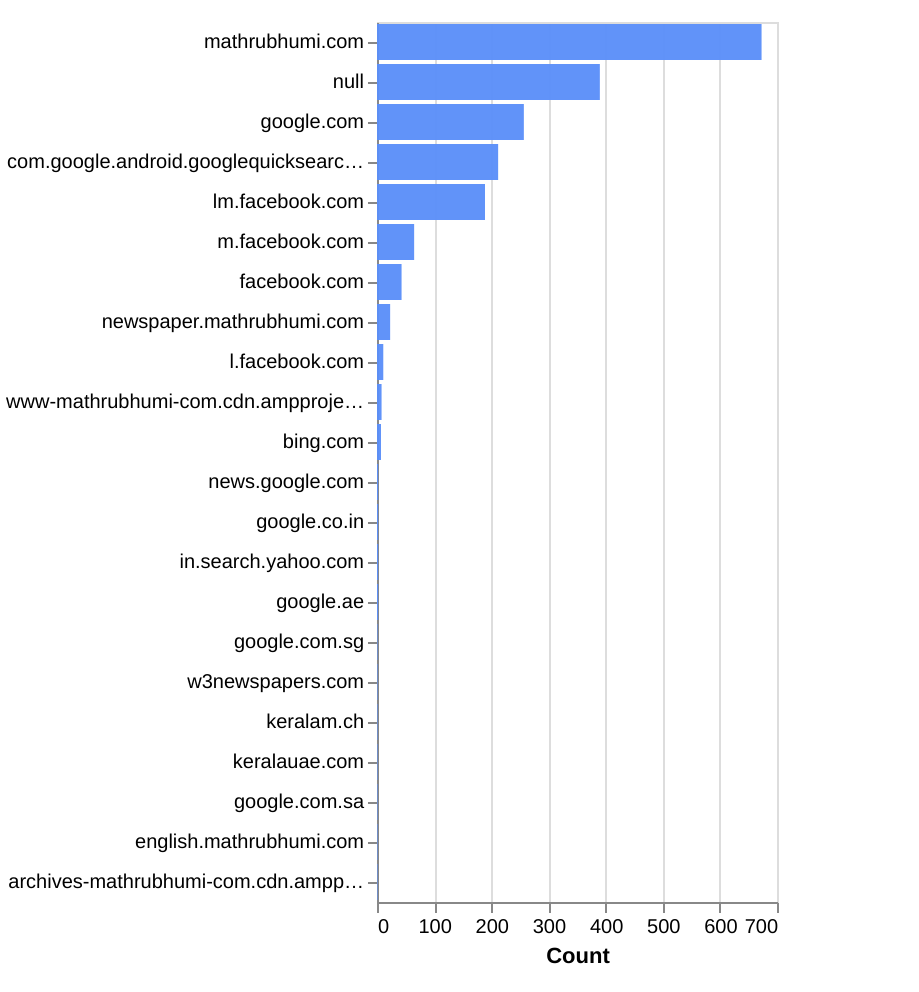 mathrubhumi.com
null
google.com
com.google.android.googlequicksearc…
lm.facebook.com
m.facebook.com
facebook.com
newspaper.mathrubhumi.com
l.facebook.com
www-mathrubhumi-com.cdn.ampproje…
bing.com
news.google.com
google.co.in
in.search.yahoo.com
google.ae
google.com.sg
w3newspapers.com
keralam.ch
keralauae.com
google.com.sa
english.mathrubhumi.com
archives-mathrubhumi-com.cdn.ampp…
0 100 200 300 400 500 600 700
Count